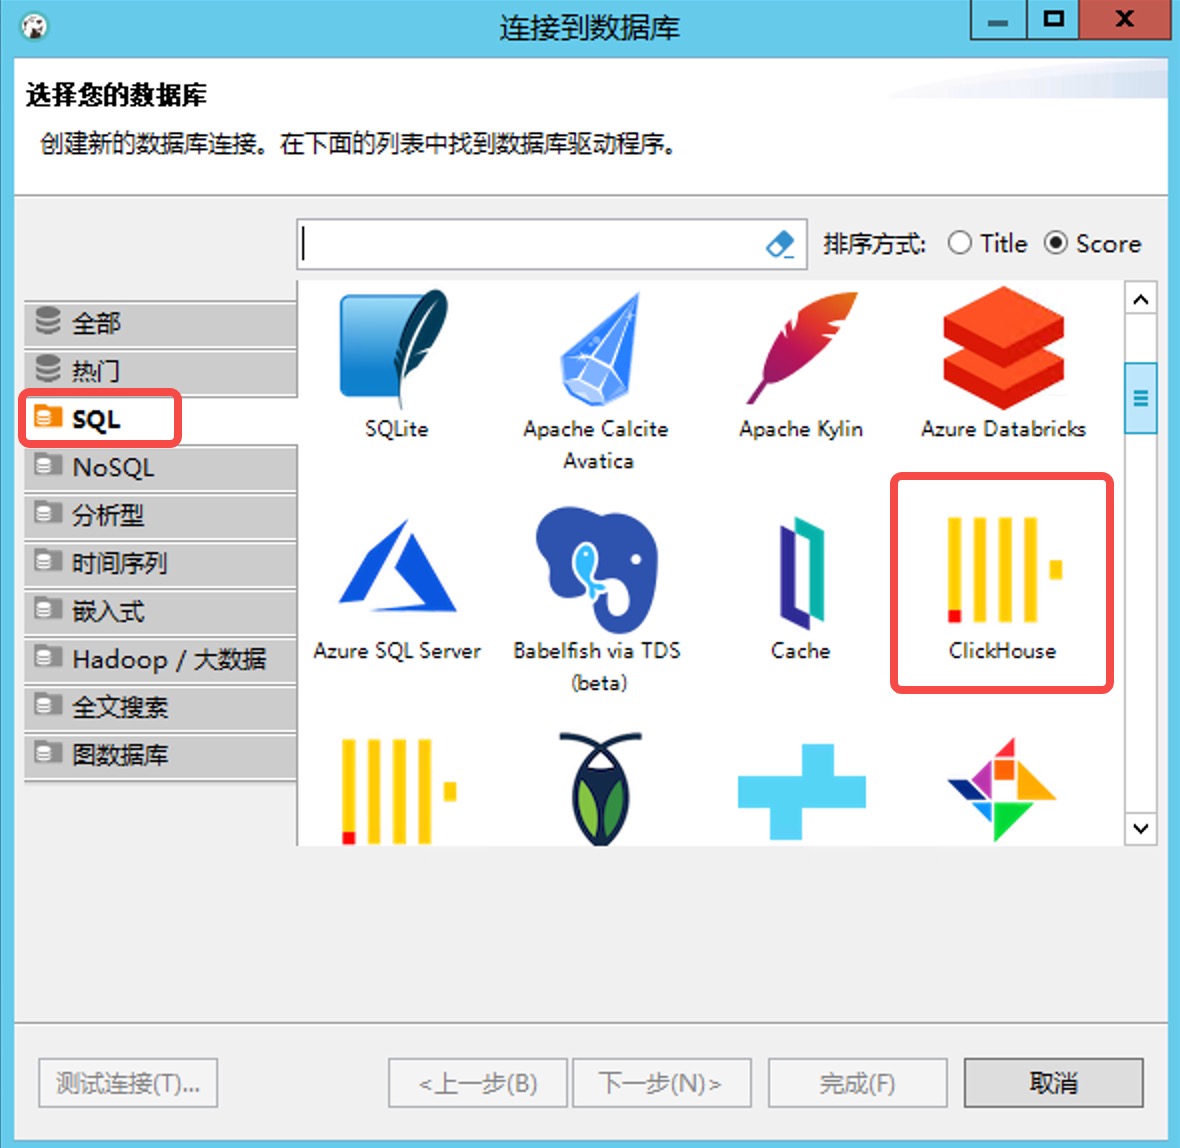 连接到数据库
选择您的数据库
创建新的数据库连接。在下面的列表中找到数据库驱动程序。
排序方式: Title Score
全部
热门
SQL
NoSQL
分析型
时间序列
嵌入式
Hadoop / 大数据
全文搜索
图数据库
SQLite
Apache Calcite
Avatica
Apache Kylin
Azure Databricks
Azure SQL Server
Babelfish via TDS
(beta)
Cache
ClickHouse
测试连接(T)...
<上一步(B)
下一步(N)>
完成(F)
取消